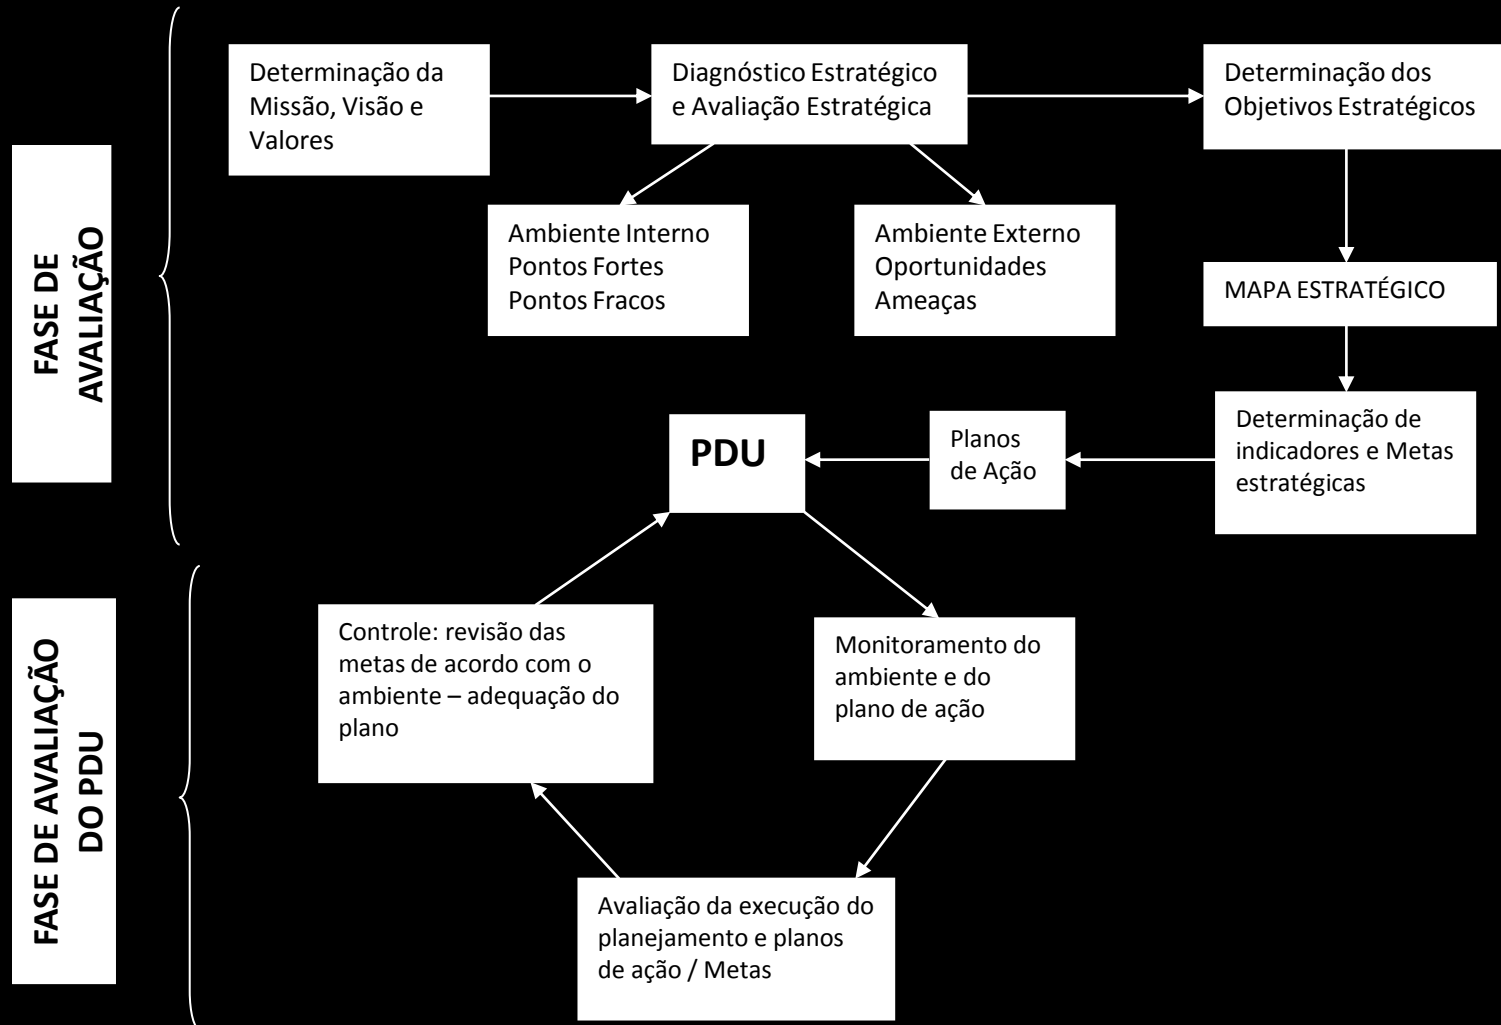 FASE DE
AVALIAÇÃO
Determinação da
Missão, Visão e
Valores
Diagnóstico Estratégico
e Avaliação Estratégica
Determinação dos
Objetivos Estratégicos
Ambiente Interno
Pontos Fortes
Pontos Fracos
Ambiente Externo
Oportunidades
Ameaças
MAPA ESTRATÉGICO
Determinação de
indicadores e Metas
estratégicas
Planos
de Ação
PDU
FASE DE AVALIAÇÃO
DO PDU
Controle: revisão das
metas de acordo com o
ambiente – adequação do
plano
Monitoramento do
ambiente e do
plano de ação
Avaliação da execução do
planejamento e planos
de ação / Metas